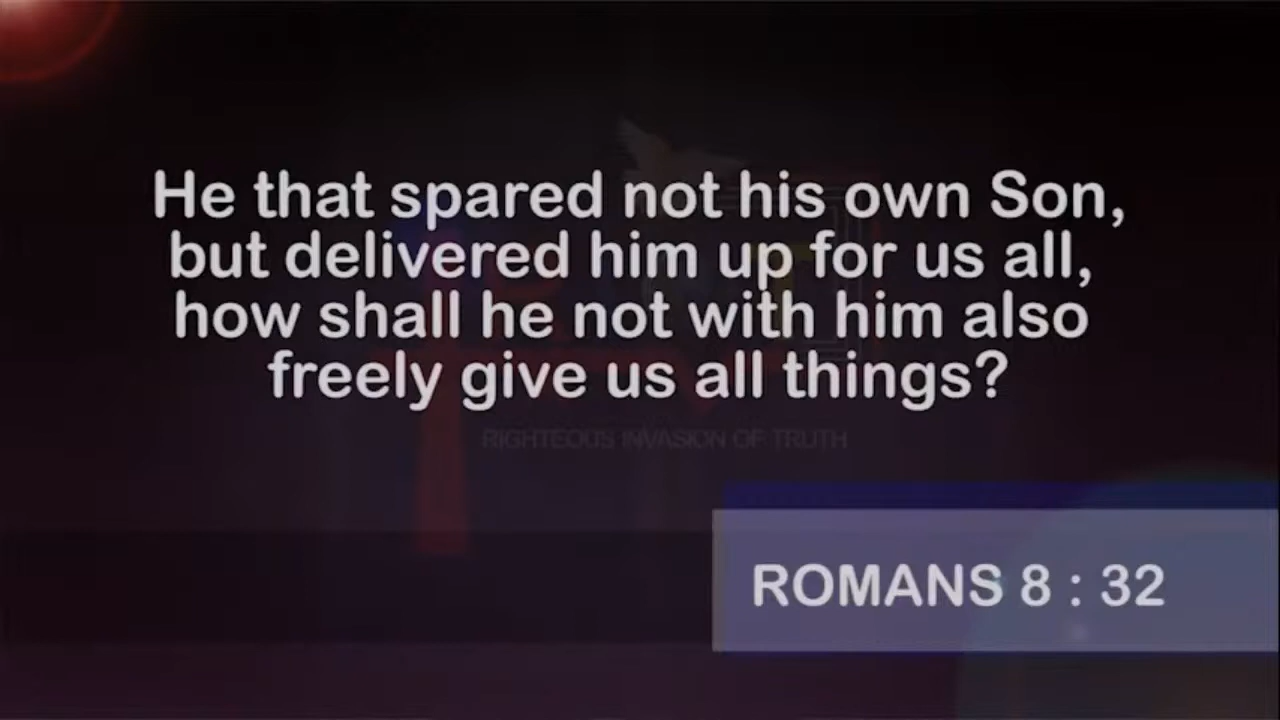 He that spared not his own Son,
but delivered him up for us all,
how shall he not with him also
freely give us all things?
RIGHTEOUS INVASION OF TRUTH
ROMANS 8 : 32